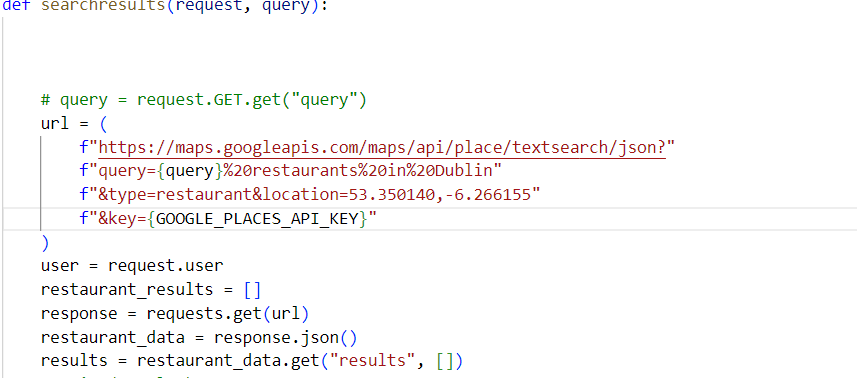 def searchresults(request, query):
# query = request.GET.get("query")
url = (
f"https://maps.googleapis.com/maps/api/place/textsearch/json?"
f"query={query}%20restaurants%20in%20Dublin"
f"&type=restaurant&location=53.350140,-6.266155"
f"&key={GOOGLE_PLACES_API_KEY}"
)
user = request.user
restaurant_results = []
response = requests.get(url)
restaurant_data = response.json()
results = restaurant_data.get("results", [])